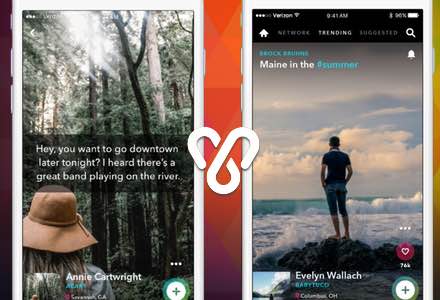 Verizon
Hey, you want to go downtown
later tonight? I heard there's a
great band playing on the river.
Annie Cartwright
Savannah, GA
Verizon
9:41 AM
96%
NETWORK TRENDING SUGGESTED
BROCK BRUHNE
Maine in the #summer
76k
Evelyn Wallach
BABYTUCO
Columbus, OH